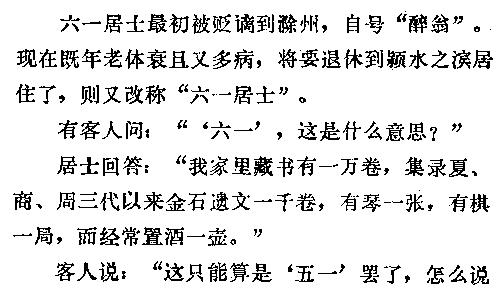 六一居士最初被贬谪到滁州，自号“醉翁”。
现在既年老体衰且又多病，将要退休到颍水之滨居
住了，则又改称“六一居士”。
有客人问：“‘六一’，这是什么意思？”
居士回答：“我家里藏书有一万卷，集录夏、
商、周三代以来金石遗文一千卷，有琴一张，有棋
一局，而经常置酒一壶。”
客人说：“这只能算是‘五一’罢了，怎么说